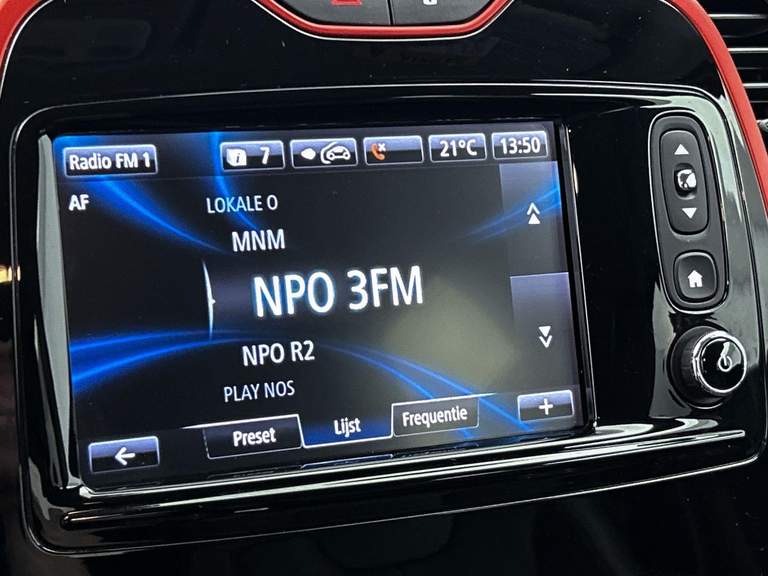 Radio FM 1
7
21°C
13:50
AF
LOKALE O
MNM
NPO 3FM
NPO R2
PLAY NOS
Preset
Lijst
Frequentie
+